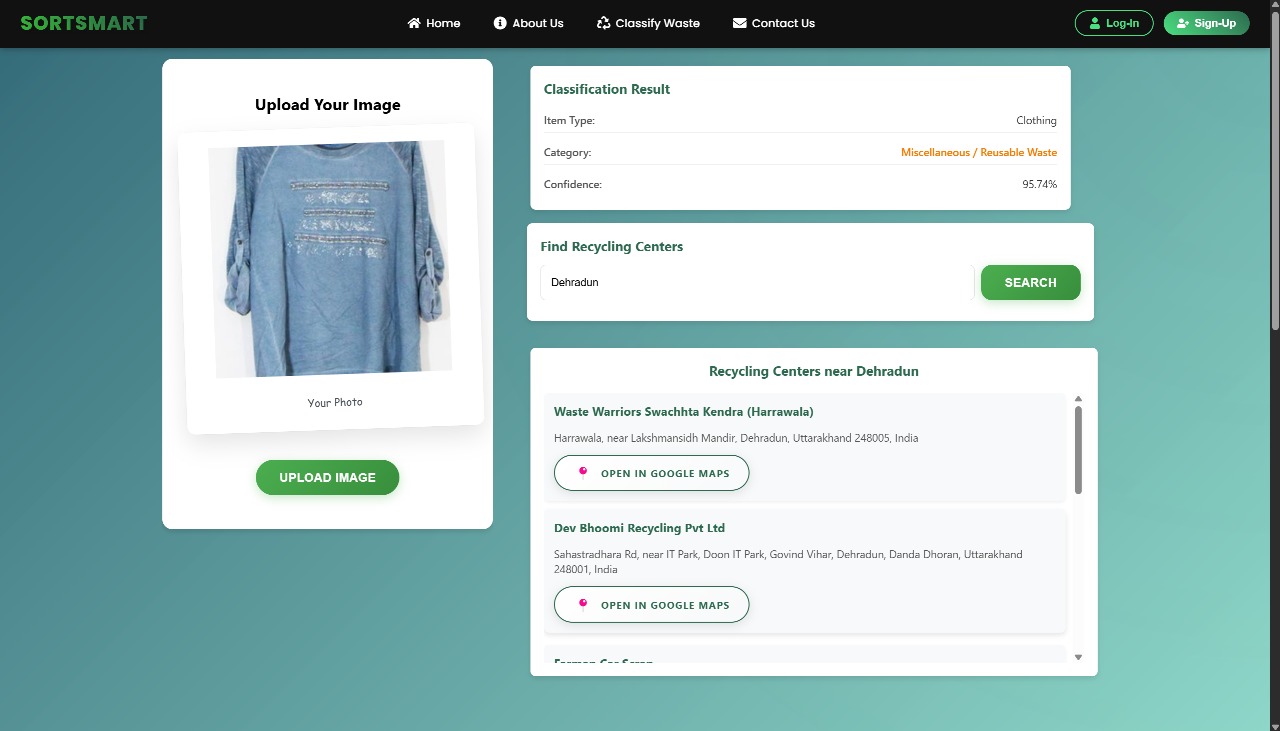 SORTSMART
Home
About Us
Classify Waste
Contact Us
Log-In
Sign-Up
Upload Your Image
Your Photo
UPLOAD IMAGE
Classification Result
Item Type: Clothing
Category: Miscellaneous / Reusable Waste
Confidence: 95.74%
Find Recycling Centers
Dehradun
SEARCH
Recycling Centers near Dehradun
Waste Warriors Swachhta Kendra (Harrawala)
Harrawala, near Lakshmansidh Mandir, Dehradun, Uttarakhand 248005, India
OPEN IN GOOGLE MAPS
Dev Bhoomi Recycling Pvt Ltd
Sahastradhara Rd, near IT Park, Doon IT Park, Govind Vihar, Dehradun, Danda Dhoran, Uttarakhand
248001, India
OPEN IN GOOGLE MAPS